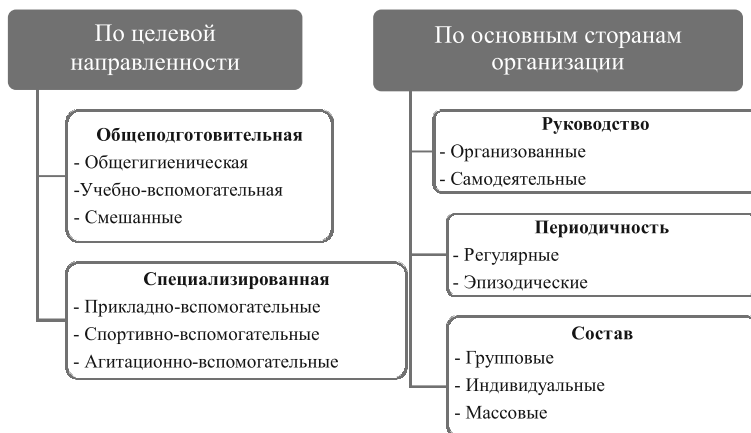 По целевой
направленности
Общеподготовительная
- Общегигиеническая
-Учебно-вспомогательная
- Смешанные
Специализированная
- Прикладно-вспомогательные
- Спортивно-вспомогательные
- Агитационно-вспомогательные
По основным сторанам
организации
Руководство
- Организованные
- Самодеятельные
Периодичность
- Регулярные
- Эпизодические
Состав
- Групповые
- Индивидуальные
- Массовые